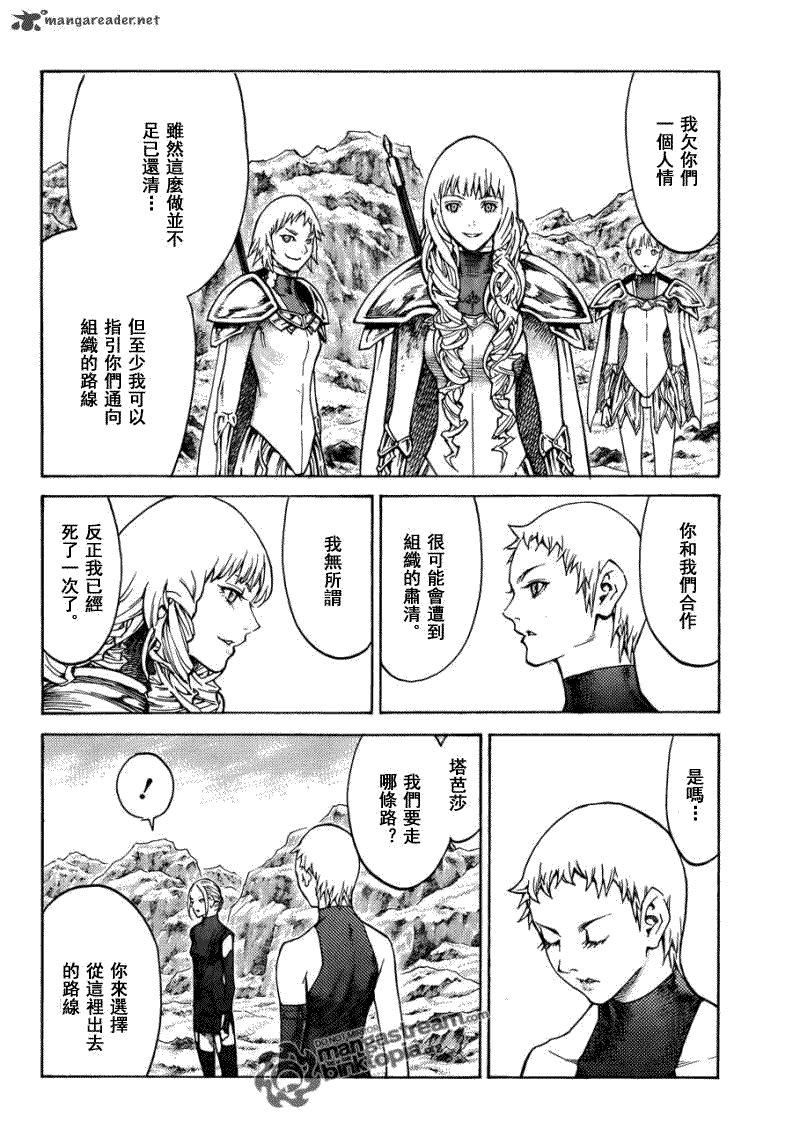 mangareader.net
我欠你們
一個人情
雖然這麼做並不
足已還清…
但至少我可以
指引你們通向
組織的路線
你和我們合作
很可能會遭到
組織的肅清。
我無所謂
反正我已經
死了一次了。
是嗎…
塔芭莎
我們要走
哪條路？
！
你來選擇
從這裡出去
的路線
mangastream.com
binktopia